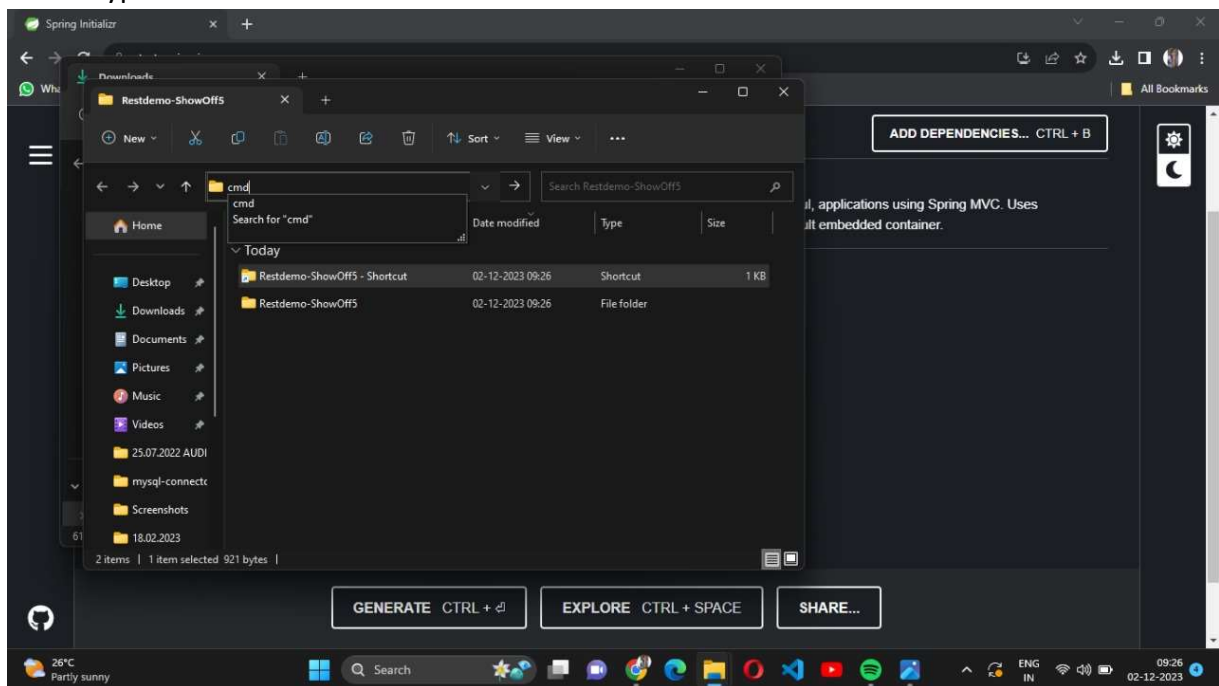 Spring Initializr
Downloads
All Bookmarks
Restdemo-ShowOff5
New
Sort
View
ADD DEPENDENCIES... CTRL + B
cmd
Search Restdemo-ShowOff5
cmd
Search for "cmd"
Date modified Type Size
applications using Spring MVC. Uses
embedded container.
Home
Today
Restdemo-ShowOff5 - Shortcut 02-12-2023 09:26 Shortcut 1 KB
Desktop
Restdemo-ShowOff5 02-12-2023 09:26 File folder
Downloads
Documents
Pictures
Music
Videos
25.07.2022 AUDI
mysql-connectc
Screenshots
18.02.2023
61
2 items | 1 item selected 921 bytes |
GENERATE CTRL + ⏎ EXPLORE CTRL + SPACE SHARE...
26°C
Partly sunny
Search
ENG
IN
09:26
02-12-2023
4